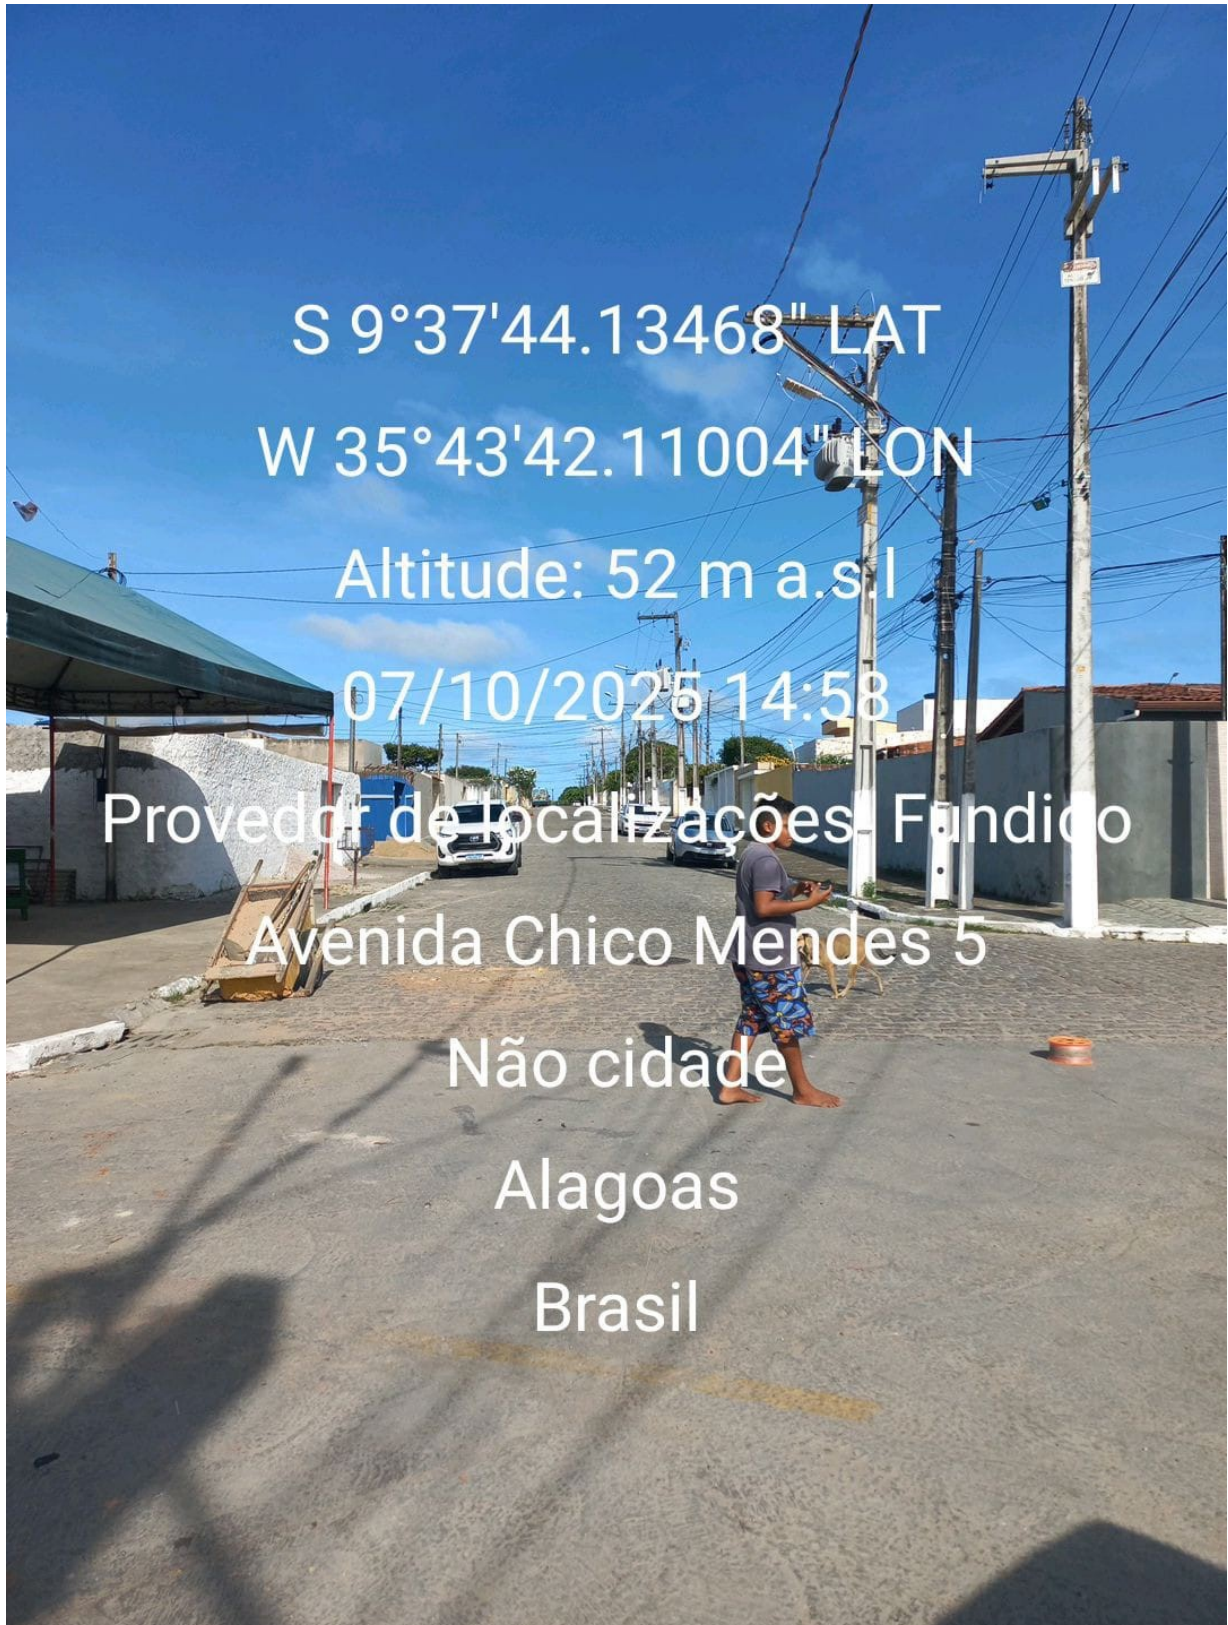 S 9°37'44.13468" LAT
W 35°43'42.11004" LON
Altitude: 52 m a.s.l
07/10/2025 14:58
Provedor de localizações: Fundido
Avenida Chico Mendes 5
Não cidade
Alagoas
Brasil